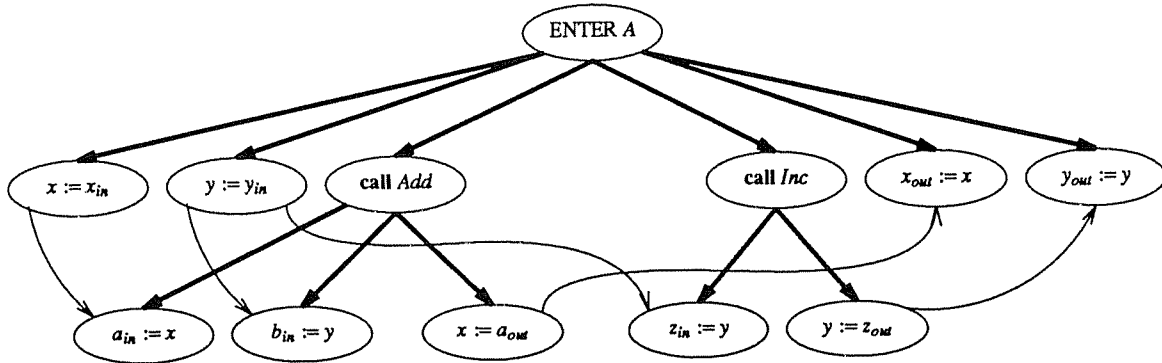 ENTER A
x := x_in
y := y_in
call Add
call Inc
x_out := x
y_out := y
a_in := x
b_in := y
x := a_out
z_in := y
y := z_out